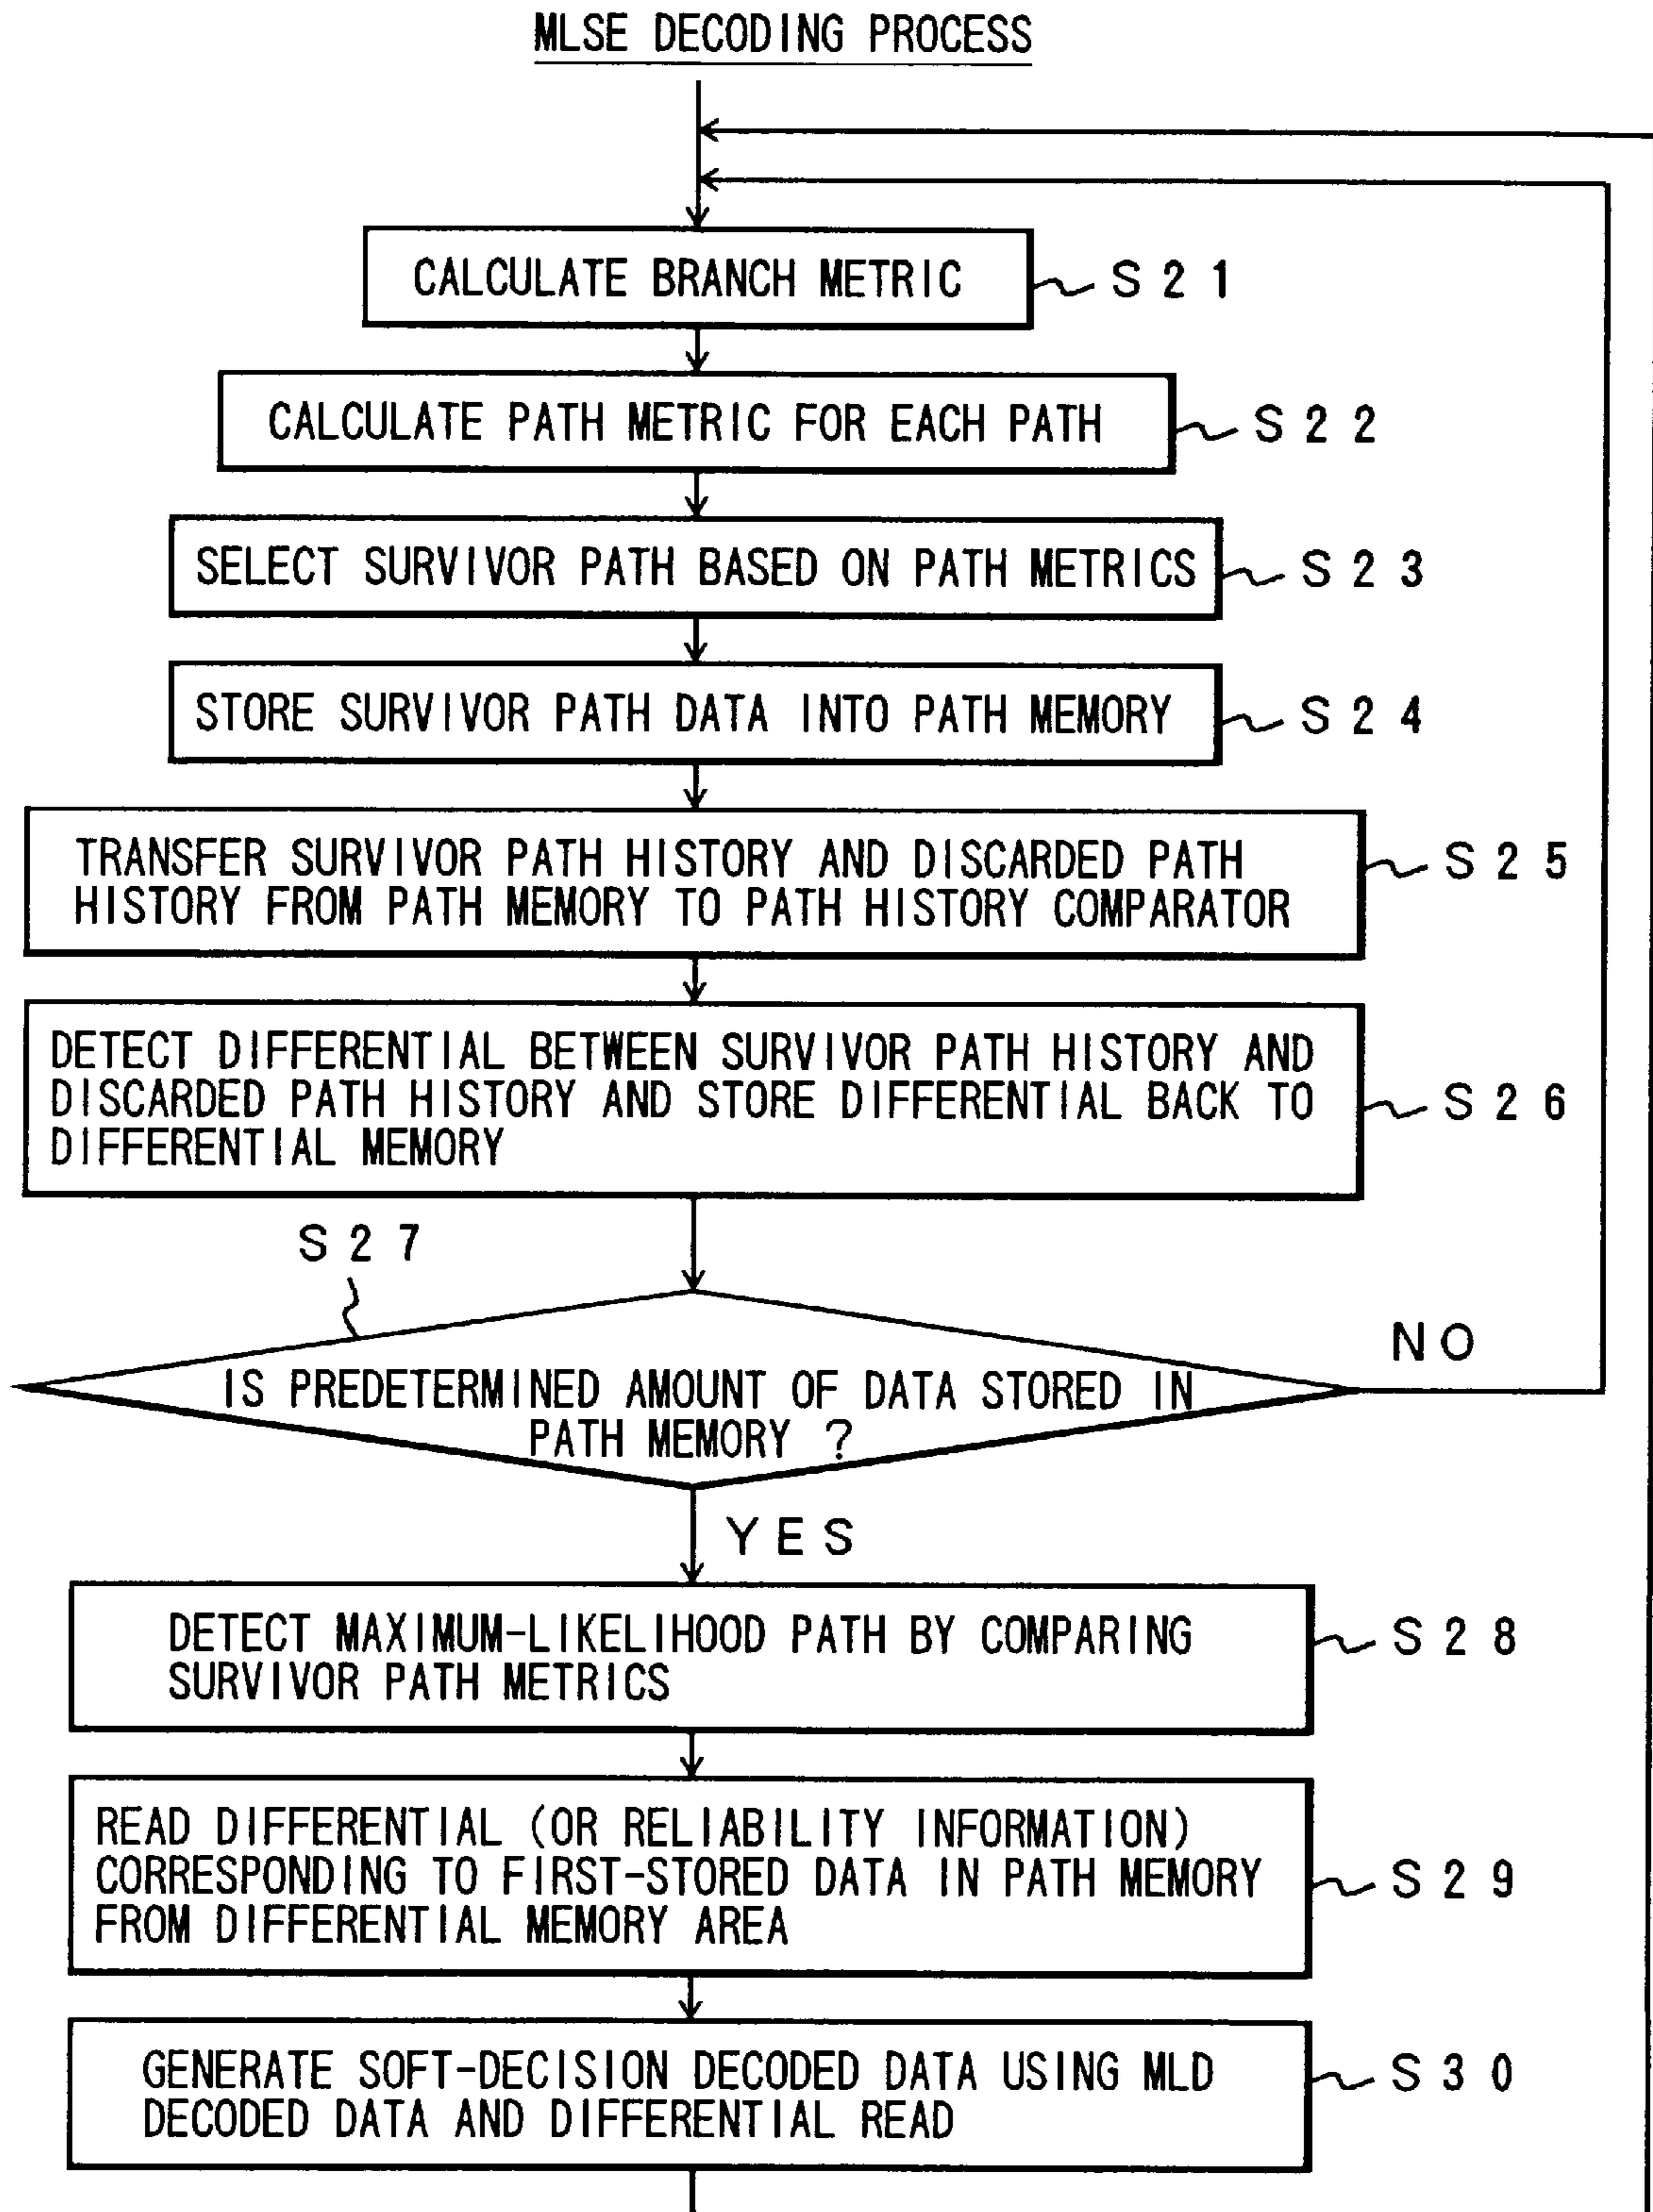 MLSE DECODING PROCESS
CALCULATE BRANCH METRIC
S21
CALCULATE PATH METRIC FOR EACH PATH
S22
SELECT SURVIVOR PATH BASED ON PATH METRICS
S23
STORE SURVIVOR PATH DATA INTO PATH MEMORY
S24
TRANSFER SURVIVOR PATH HISTORY AND DISCARDED PATH
HISTORY FROM PATH MEMORY TO PATH HISTORY COMPARATOR
S25
DETECT DIFFERENTIAL BETWEEN SURVIVOR PATH HISTORY AND
DISCARDED PATH HISTORY AND STORE DIFFERENTIAL BACK TO
DIFFERENTIAL MEMORY
S26
S27
IS PREDETERMINED AMOUNT OF DATA STORED IN
PATH MEMORY ?
NO
YES
DETECT MAXIMUM-LIKELIHOOD PATH BY COMPARING
SURVIVOR PATH METRICS
S28
READ DIFFERENTIAL (OR RELIABILITY INFORMATION)
CORRESPONDING TO FIRST-STORED DATA IN PATH MEMORY
FROM DIFFERENTIAL MEMORY AREA
S29
GENERATE SOFT-DECISION DECODED DATA USING MLD
DECODED DATA AND DIFFERENTIAL READ
S30